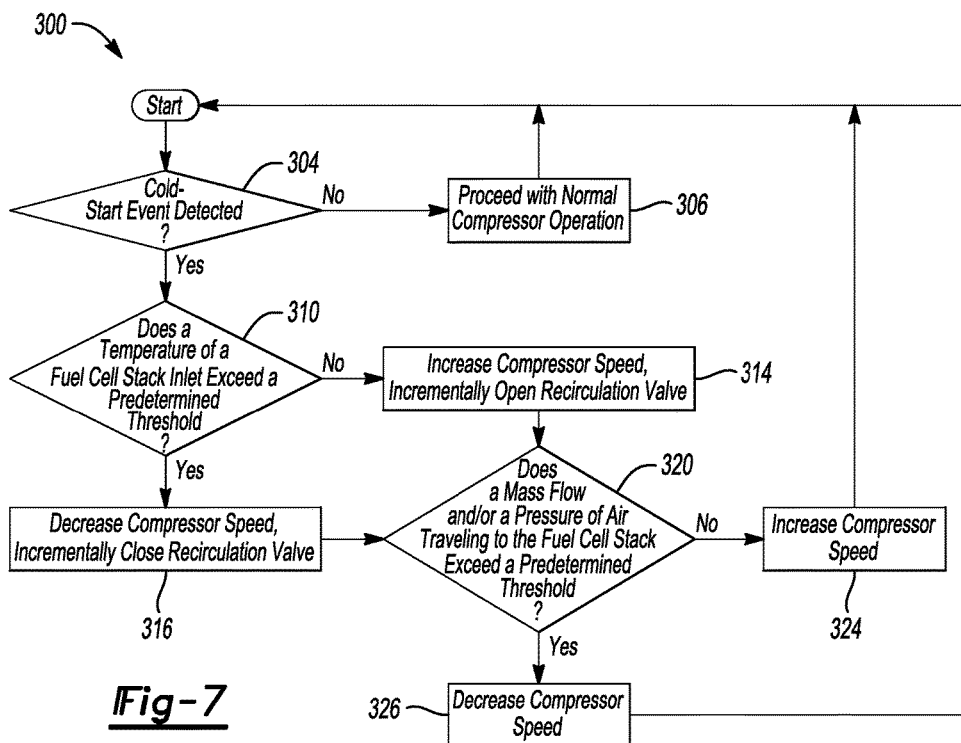 300
Start
304
Cold-
Start Event Detected
?
No
Proceed with Normal
Compressor Operation
306
Yes
310
Does a
Temperature of a
Fuel Cell Stack Inlet Exceed a
Predetermined
Threshold
?
No
Increase Compressor Speed,
Incrementally Open Recirculation Valve
314
Yes
320
Does
a Mass Flow
and/or a Pressure of Air
Traveling to the Fuel Cell Stack
Exceed a Predetermined
Threshold
?
Decrease Compressor Speed,
Incrementally Close Recirculation Valve
316
No
Increase Compressor
Speed
324
Yes
Decrease Compressor
Speed
326
Fig-7